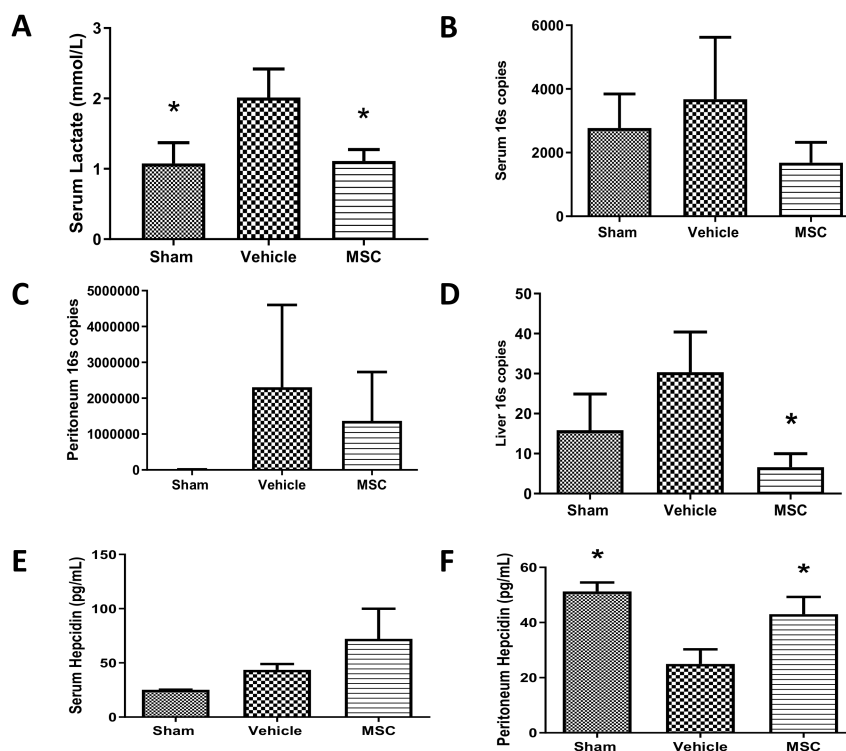 A
Serum Lactate (mmol/L)
3
2
1
0
*
*
Sham Vehicle MSC
B
Serum 16s copies
6000
4000
2000
0
Sham Vehicle MSC
C
Peritoneum 16s copies
5000000
4000000
3000000
2000000
1000000
0
Sham Vehicle MSC
D
Liver 16s copies
50
40
30
20
10
0
*
Sham Vehicle MSC
E
Serum Hepcidin (pg/mL)
150
100
50
0
Sham Vehicle MSC
F
Peritoneum Hepcidin (pg/mL)
60
40
20
0
*
*
Sham Vehicle MSC